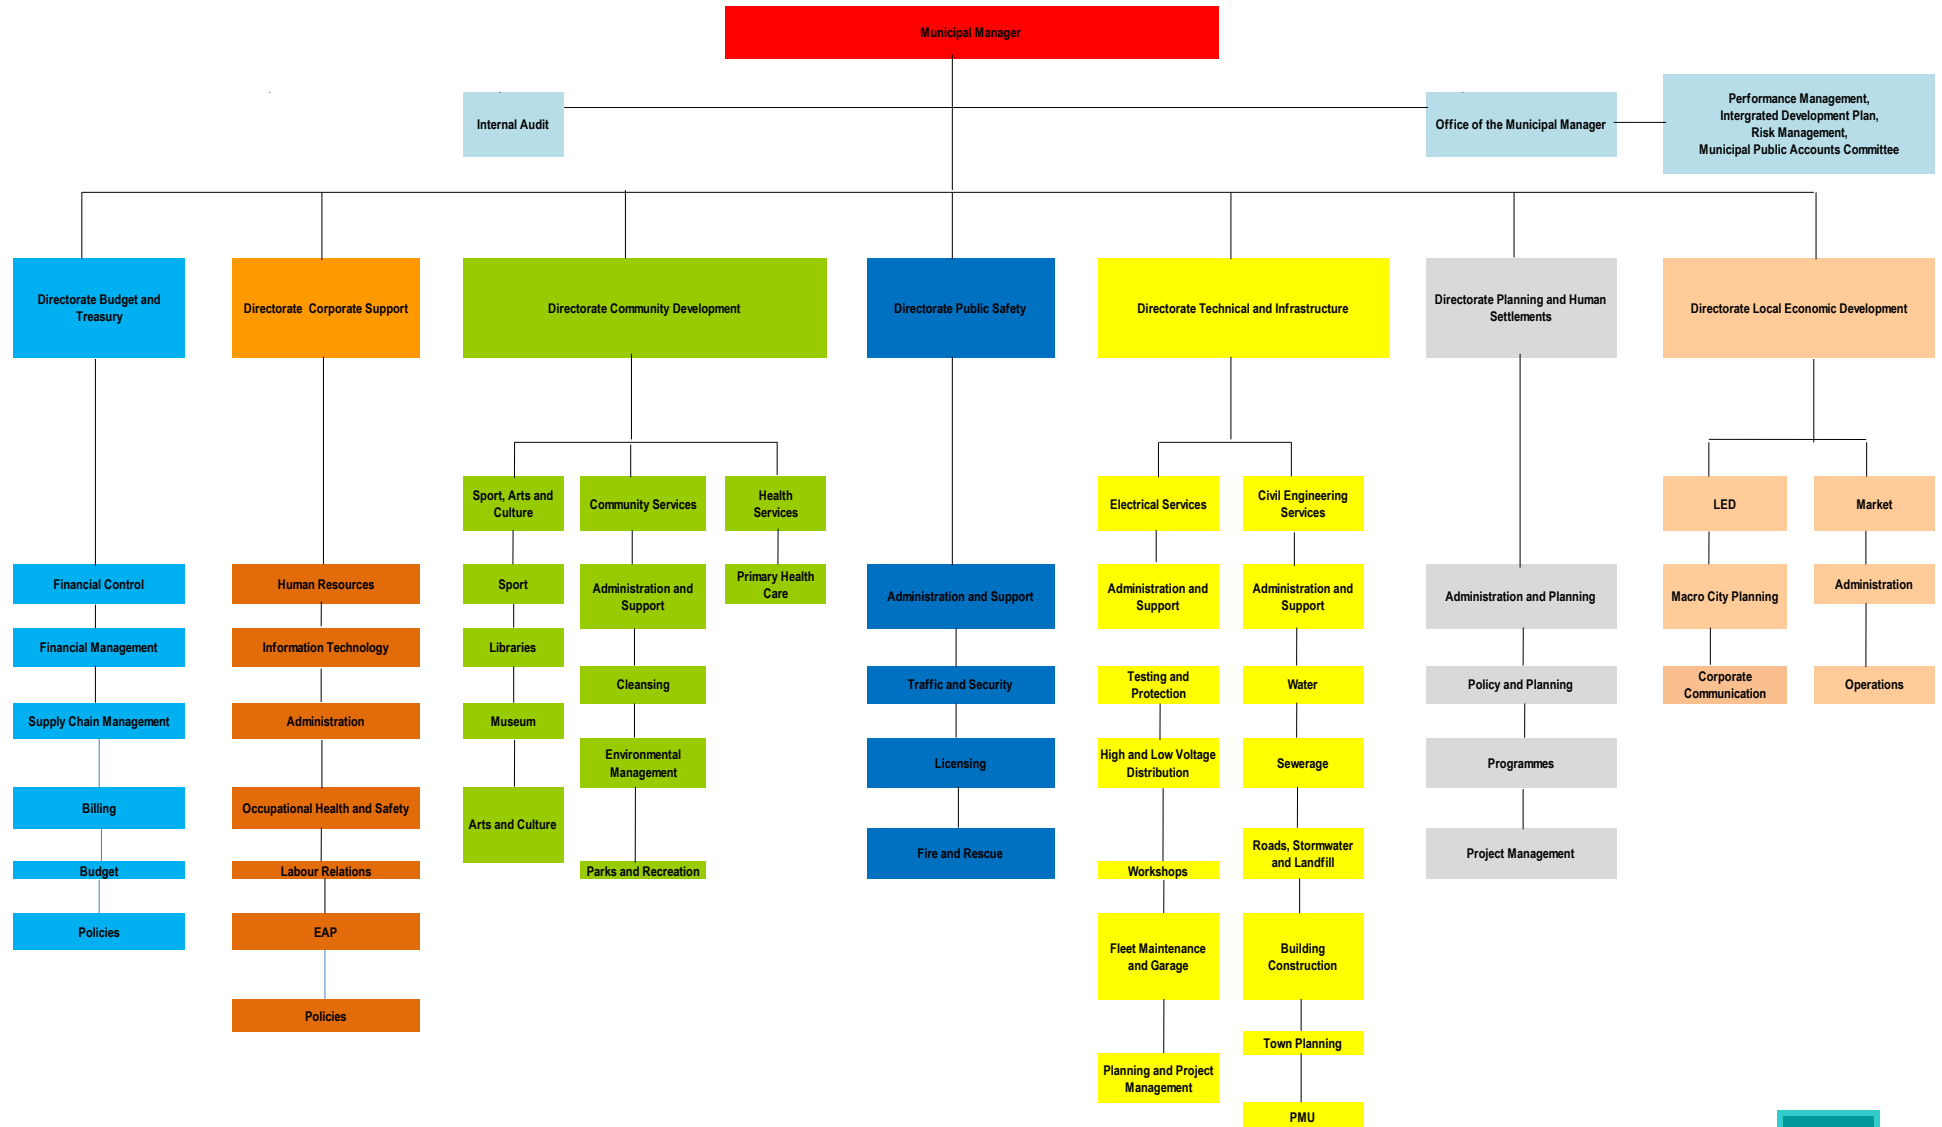 Municipal Manager
Internal Audit
Office of the Municipal Manager
Performance Management,
Intergrated Development Plan,
Risk Management,
Municipal Public Accounts Committee
Directorate Budget and
Treasury
Directorate Corporate Support
Directorate Community Development
Directorate Public Safety
Directorate Technical and Infrastructure
Directorate Planning and Human
Settlements
Directorate Local Economic Development
Financial Control
Financial Management
Supply Chain Management
Billing
Budget
Policies
Human Resources
Information Technology
Administration
Occupational Health and Safety
Labour Relations
EAP
Policies
Sport, Arts and
Culture
Sport
Libraries
Museum
Arts and Culture
Community Services
Administration and
Support
Cleansing
Environmental
Management
Parks and Recreation
Health
Services
Primary Health
Care
Administration and Support
Traffic and Security
Licensing
Fire and Rescue
Electrical Services
Administration and
Support
Testing and
Protection
High and Low Voltage
Distribution
Workshops
Fleet Maintenance
and Garage
Planning and Project
Management
Civil Engineering
Services
Administration and
Support
Water
Sewerage
Roads, Stormwater
and Landfill
Building
Construction
Town Planning
PMU
Administration and Planning
Policy and Planning
Programmes
Project Management
LED
Macro City Planning
Corporate
Communication
Market
Administration
Operations